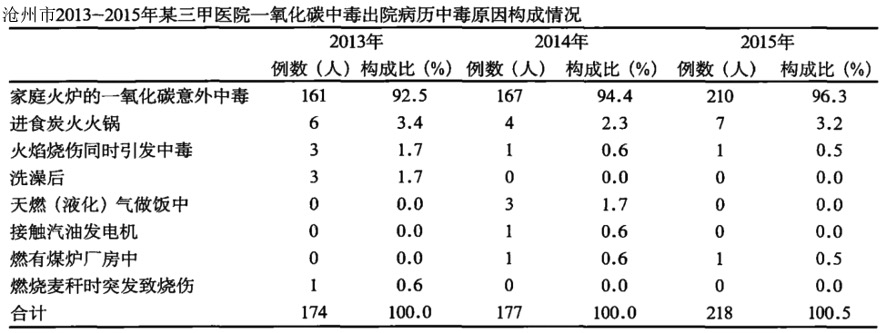 沧州市2013~2015年某三甲医院一氧化碳中毒出院病历中毒原因构成情况
2013年 2014年 2015年
例数（人） 构成比（%） 例数（人） 构成比（%） 例数（人） 构成比（%）
家庭火炉的一氧化碳意外中毒 161 92.5 167 94.4 210 96.3
进食炭火火锅 6 3.4 4 2.3 7 3.2
火焰烧伤同时引发中毒 3 1.7 1 0.6 1 0.5
洗澡后 3 1.7 0 0.0 0 0.0
天燃（液化）气做饭中 0 0.0 3 1.7 0 0.0
接触汽油发电机 0 0.0 1 0.6 0 0.0
燃有煤炉厂房中 0 0.0 1 0.6 1 0.5
燃烧麦秆时突发致烧伤 1 0.6 0 0.0 0 0.0
合计 174 100.0 177 100.0 218 100.5